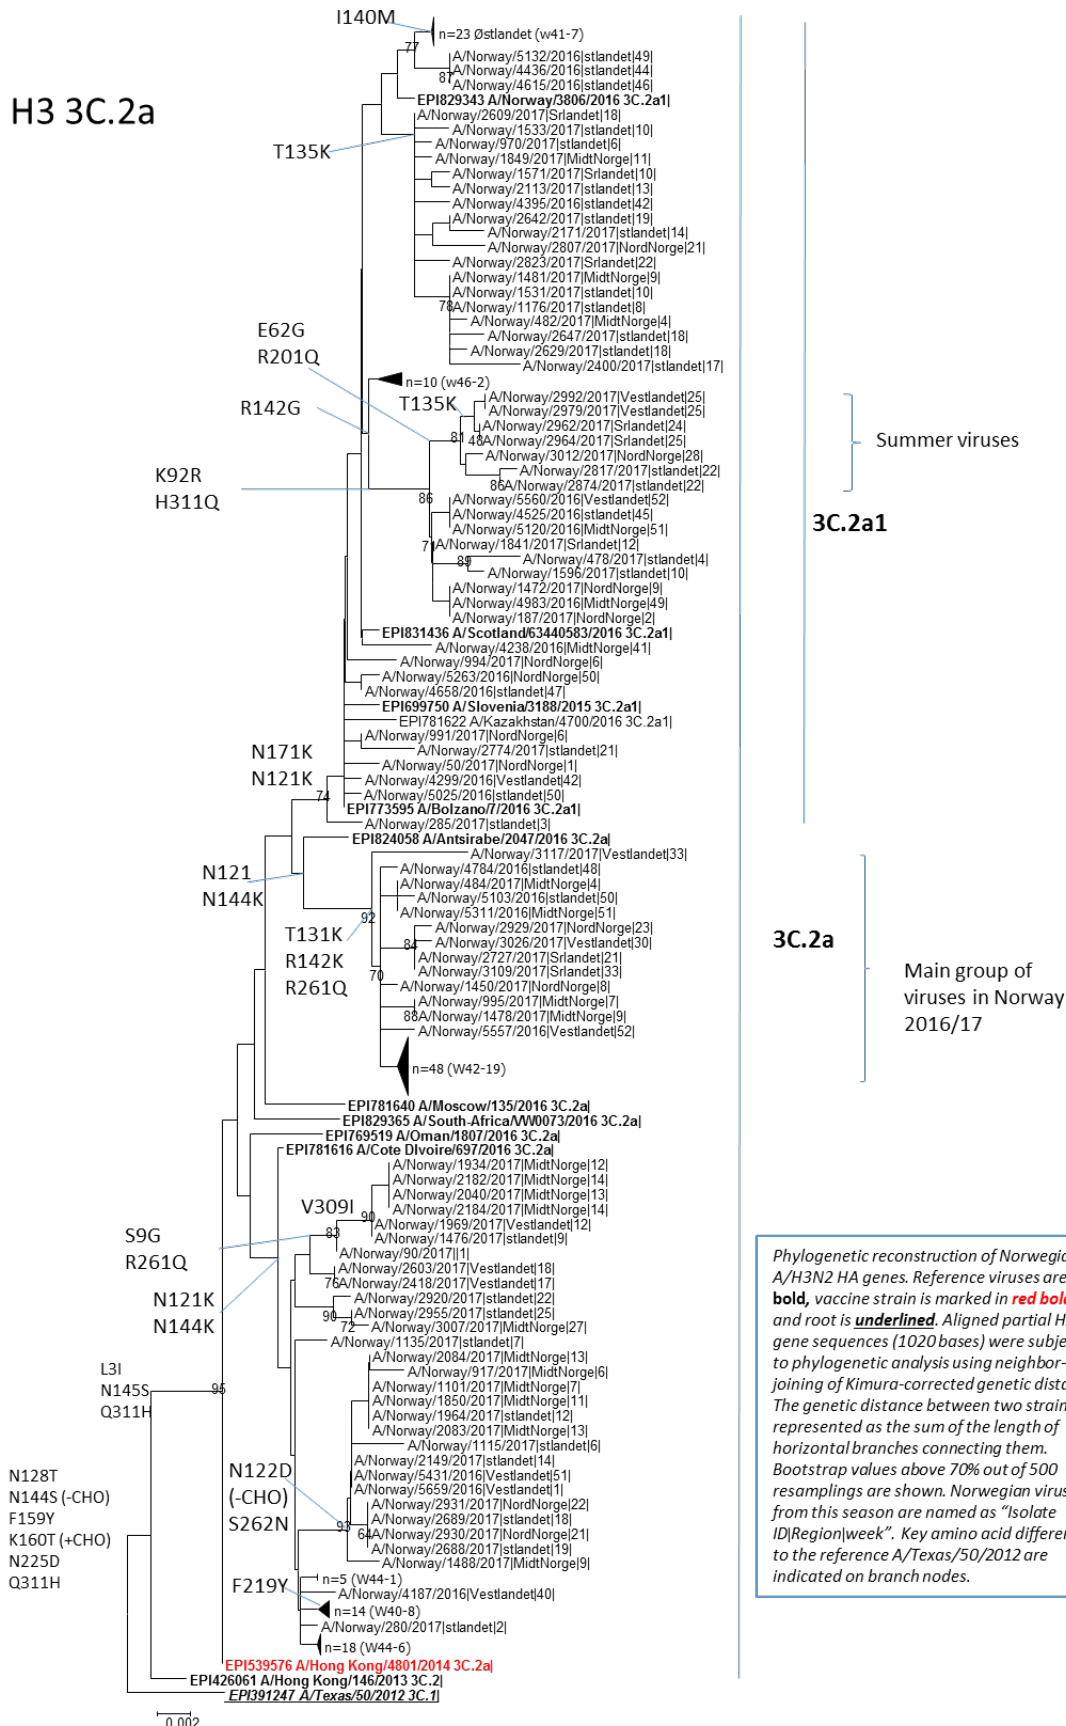 I140M
n=23 Østlandet (w41-7)
77
A/Norway/5132/2016|stlandet|49|
A/Norway/4436/2016|stlandet|44|
87
A/Norway/4615/2016|stlandet|46|
EPI829343 A/Norway/3806/2016 3C.2a1|
H3 3C.2a
A/Norway/2609/2017|Srlandet|18|
A/Norway/1533/2017|stlandet|10|
A/Norway/970/2017|stlandet|6|
T135K
A/Norway/1849/2017|MidtNorge|11|
A/Norway/1571/2017|Srlandet|10|
A/Norway/2113/2017|stlandet|13|
A/Norway/4395/2016|stlandet|42|
A/Norway/2642/2017|stlandet|19|
A/Norway/2171/2017|stlandet|14|
A/Norway/2807/2017|NordNorge|21|
A/Norway/2823/2017|Srlandet|22|
A/Norway/1481/2017|MidtNorge|9|
A/Norway/1531/2017|stlandet|10|
78
A/Norway/1176/2017|stlandet|8|
A/Norway/482/2017|MidtNorge|4|
E62G
A/Norway/2647/2017|stlandet|18|
A/Norway/2629/2017|stlandet|18|
R201Q
A/Norway/2400/2017|stlandet|17|
n=10 (w46-2)
R142G
T135K
A/Norway/2992/2017|Vestlandet|25|
A/Norway/2979/2017|Vestlandet|25|
A/Norway/2962/2017|Srlandet|24|
81
48
A/Norway/2964/2017|Srlandet|25|
Summer viruses
A/Norway/3012/2017|NordNorge|28|
A/Norway/2817/2017|stlandet|22|
K92R
86
A/Norway/2874/2017|stlandet|22|
H311Q
86
A/Norway/5560/2016|Vestlandet|52|
A/Norway/4525/2016|stlandet|45|
A/Norway/5120/2016|MidtNorge|51|
3C.2a1
71
A/Norway/1841/2017|Srlandet|12|
89
A/Norway/478/2017|stlandet|4|
A/Norway/1596/2017|stlandet|10|
A/Norway/1472/2017|NordNorge|9|
A/Norway/4983/2016|MidtNorge|49|
A/Norway/187/2017|NordNorge|2|
EPI831436 A/Scotland/63440583/2016 3C.2a1|
A/Norway/4238/2016|MidtNorge|41|
A/Norway/994/2017|NordNorge|6|
A/Norway/5263/2016|NordNorge|50|
A/Norway/4658/2016|stlandet|47|
EPI699750 A/Slovenia/3188/2015 3C.2a1|
EPI781622 A/Kazakhstan/4700/2016 3C.2a1|
A/Norway/991/2017|NordNorge|6|
N171K
A/Norway/2774/2017|stlandet|21|
A/Norway/50/2017|NordNorge|1|
N121K
A/Norway/4299/2016|Vestlandet|42|
74
A/Norway/5025/2016|stlandet|50|
EPI773595 A/Bolzano/7/2016 3C.2a1|
A/Norway/285/2017|stlandet|3|
EPI824058 A/Antsirabe/2047/2016 3C.2a|
A/Norway/3117/2017|Vestlandet|33|
N121
A/Norway/4784/2016|stlandet|48|
A/Norway/484/2017|MidtNorge|4|
N144K
A/Norway/5103/2016|stlandet|50|
92
A/Norway/5311/2016|MidtNorge|51|
T131K
A/Norway/2929/2017|NordNorge|23|
84
A/Norway/3026/2017|Vestlandet|30|
3C.2a
R142K
A/Norway/2727/2017|Srlandet|21|
70
A/Norway/3109/2017|Srlandet|33|
R261Q
A/Norway/1450/2017|NordNorge|8|
Main group of
viruses in Norway
2016/17
A/Norway/995/2017|MidtNorge|7|
88
A/Norway/1478/2017|MidtNorge|9|
A/Norway/5557/2016|Vestlandet|52|
n=48 (W42-19)
EPI781640 A/Moscow/135/2016 3C.2a|
EPI829365 A/South-Africa/VW0073/2016 3C.2a|
EPI769519 A/Oman/1807/2016 3C.2a|
EPI781616 A/Cote DIvoire/697/2016 3C.2a|
A/Norway/1934/2017|MidtNorge|12|
A/Norway/2182/2017|MidtNorge|14|
A/Norway/2040/2017|MidtNorge|13|
V309I
A/Norway/2184/2017|MidtNorge|14|
90
A/Norway/1969/2017|Vestlandet|12|
S9G
83
A/Norway/1476/2017|stlandet|9|
R261Q
A/Norway/90/2017||1|
A/Norway/2603/2017|Vestlandet|18|
76
A/Norway/2418/2017|Vestlandet|17|
N121K
A/Norway/2920/2017|stlandet|22|
90
A/Norway/2955/2017|stlandet|25|
N144K
72
A/Norway/3007/2017|MidtNorge|27|
A/Norway/1135/2017|stlandet|7|
A/Norway/2084/2017|MidtNorge|13|
L3I
A/Norway/917/2017|MidtNorge|6|
N145S
95
A/Norway/1101/2017|MidtNorge|7|
Q311H
A/Norway/1850/2017|MidtNorge|11|
A/Norway/1964/2017|stlandet|12|
A/Norway/2083/2017|MidtNorge|13|
A/Norway/1115/2017|stlandet|6|
N122D
A/Norway/2149/2017|stlandet|14|
N128T
A/Norway/5431/2016|Vestlandet|51|
(-CHO)
N144S (-CHO)
A/Norway/5659/2016|Vestlandet|1|
F159Y
A/Norway/2931/2017|NordNorge|22|
S262N
A/Norway/2689/2017|stlandet|18|
93
64
K160T (+CHO)
A/Norway/2930/2017|NordNorge|21|
N225D
A/Norway/2688/2017|stlandet|19|
Q311H
A/Norway/1488/2017|MidtNorge|9|
n=5 (W44-1)
F219Y
A/Norway/4187/2016|Vestlandet|40|
n=14 (W40-8)
A/Norway/280/2017|stlandet|2|
n=18 (W44-6)
EPI539576 A/Hong Kong/4801/2014 3C.2a|
EPI426061 A/Hong Kong/146/2013 3C.2|
EPI391247 A/Texas/50/2012 3C.1|
0.002
Phylogenetic reconstruction of Norwegia
A/H3N2 HA genes. Reference viruses are
bold, vaccine strain is marked in red bold
and root is underlined. Aligned partial H
gene sequences (1020 bases) were subje
to phylogenetic analysis using neighbor-
joining of Kimura-corrected genetic dista
The genetic distance between two strain
represented as the sum of the length of
horizontal branches connecting them.
Bootstrap values above 70% out of 500
resamplings are shown. Norwegian virus
from this season are named as “Isolate
ID|Region|week”. Key amino acid differen
to the reference A/Texas/50/2012 are
indicated on branch nodes.